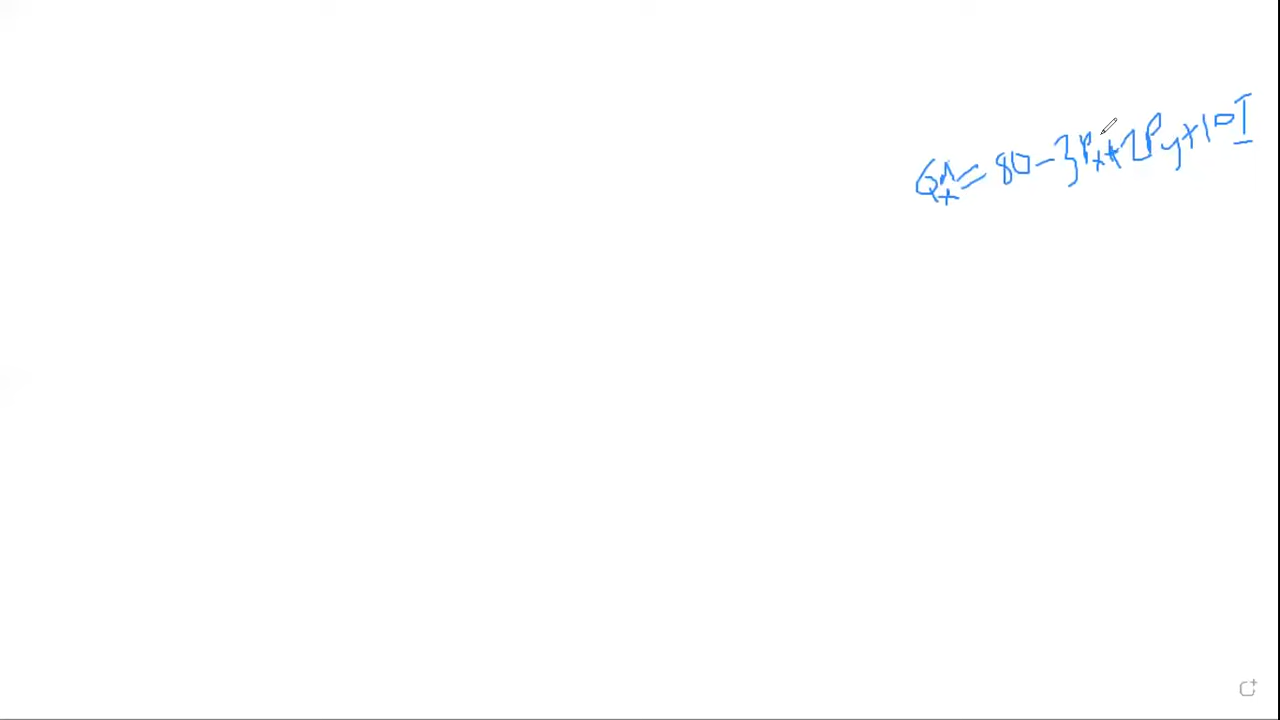 Qdx = 80 - 3Px + 2Py + 10I